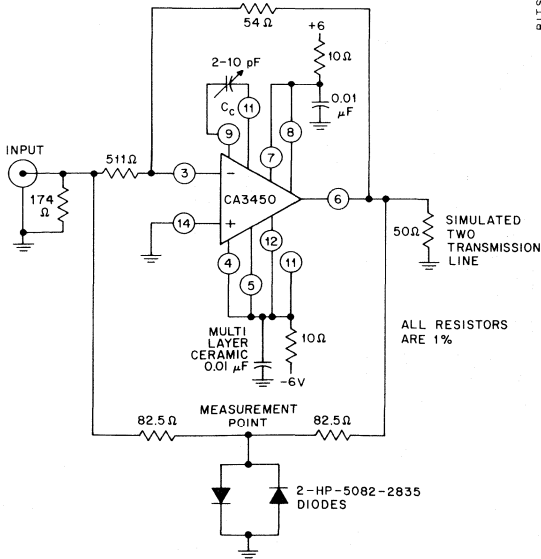 54 Ω
+6
10 Ω
0.01
µF
2-10 pF
C_C
11
9
7
8
INPUT
511 Ω
174
Ω
3
−
CA3450
6
14
+
4
5
12
11
50 Ω
SIMULATED
TWO
TRANSMISSION
LINE
MULTI
LAYER
CERAMIC
0.01 µF
10 Ω
-6V
ALL RESISTORS
ARE 1%
82.5 Ω
MEASUREMENT
POINT
82.5 Ω
2-HP-5082-2835
DIODES